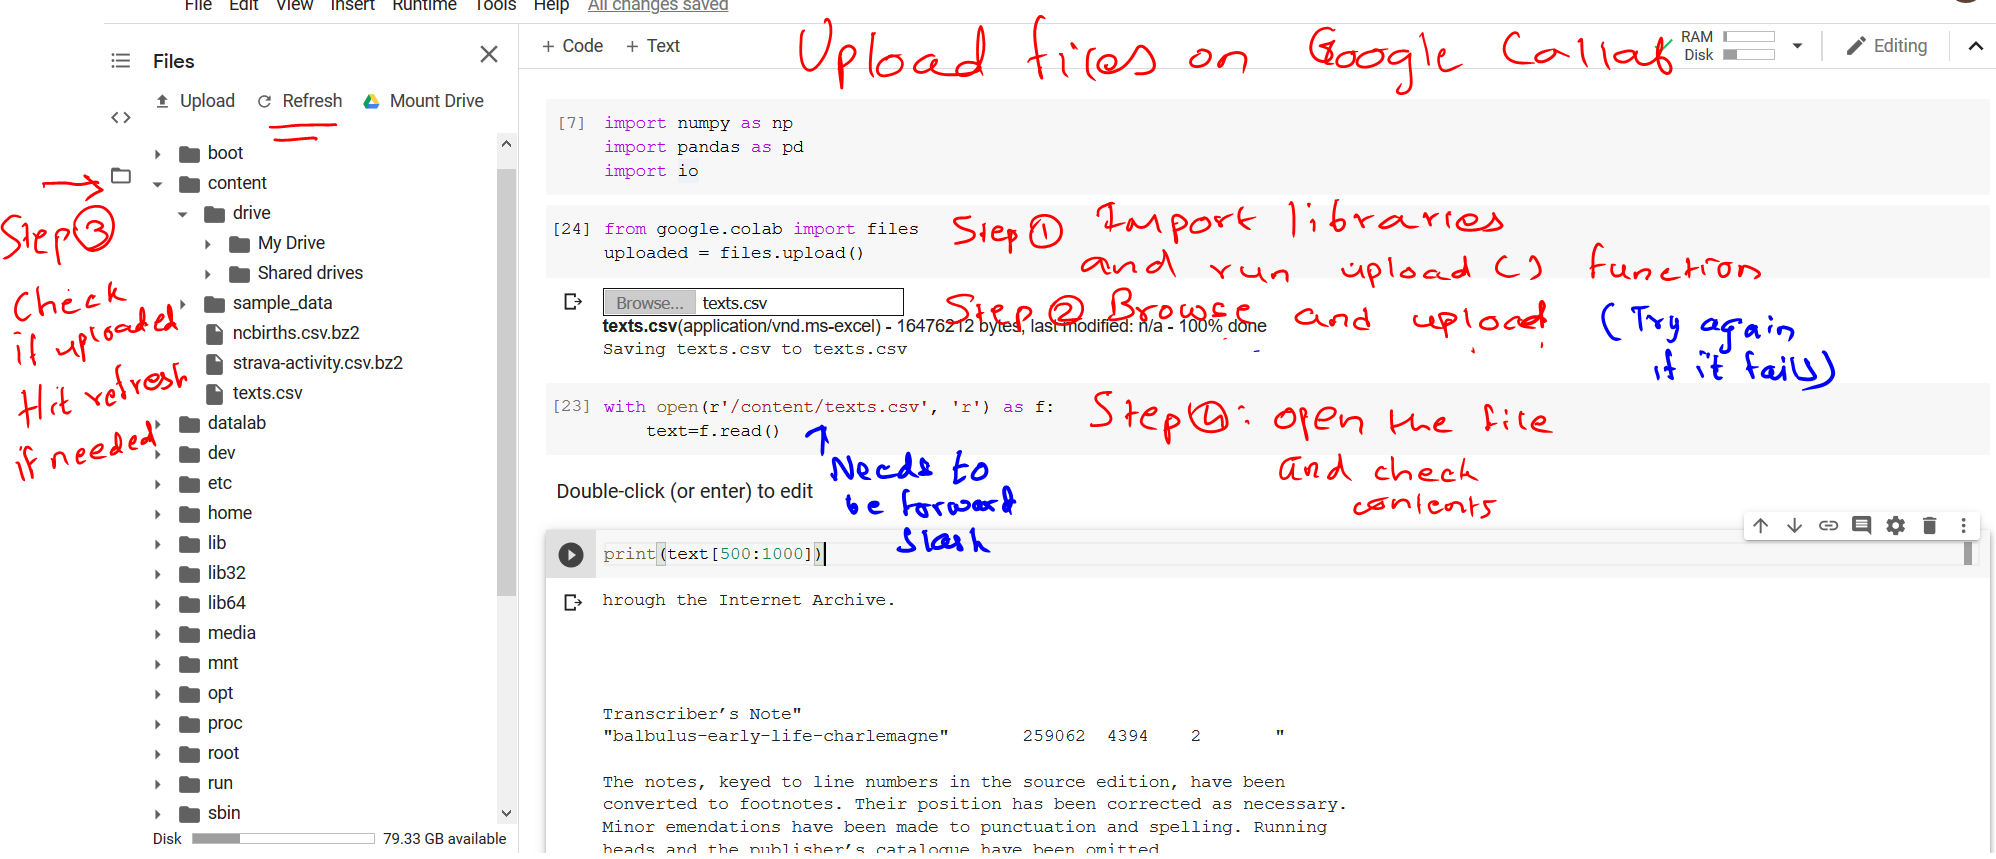 File Edit View Insert Runtime Tools Help All changes saved
Files
Upload Refresh Mount Drive
boot
content
drive
My Drive
Shared drives
sample_data
ncbirths.csv.bz2
strava-activity.csv.bz2
texts.csv
datalab
dev
etc
home
lib
lib32
lib64
media
mnt
opt
proc
root
run
sbin
Disk 79.33 GB available
Step 3
Check
if uploaded
Hit refresh
if needed
+ Code + Text
Upload files on Google Collab
RAM
Disk
Editing
[7] import numpy as np
import pandas as pd
import io
[24] from google.colab import files
uploaded = files.upload()
Step 1 Import libraries
and run upload() function
Browse... texts.csv
texts.csv(application/vnd.ms-excel) - 16476212 bytes, last modified: n/a - 100% done
Saving texts.csv to texts.csv
Step 2 Browse and upload
(Try again
if it fails)
[23] with open(r'/content/texts.csv', 'r') as f:
text=f.read()
Step 4: open the file
and check
contents
Needs to
be forward
slash
Double-click (or enter) to edit
print(text[500:1000])
hrough the Internet Archive.
Transcriber’s Note"
"balbulus-early-life-charlemagne" 259062 4394 2 "
The notes, keyed to line numbers in the source edition, have been
converted to footnotes. Their position has been corrected as necessary.
Minor emendations have been made to punctuation and spelling. Running
heads and the publisher’s catalogue have been omitted